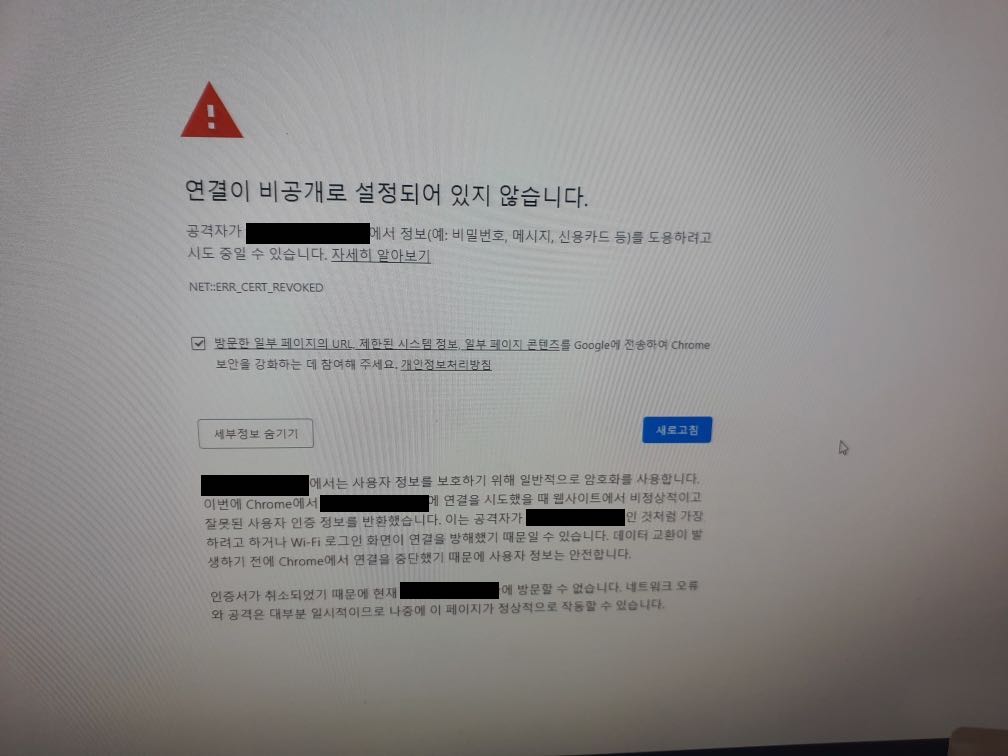 연결이 비공개로 설정되어 있지 않습니다.
공격자가 에서 정보(예: 비밀번호, 메시지, 신용카드 등)를 도용하려고
시도 중일 수 있습니다. 자세히 알아보기
NET::ERR_CERT_REVOKED
방문한 일부 페이지의 URL, 제한된 시스템 정보, 일부 페이지 콘텐츠를 Google에 전송하여 Chrome
보안을 강화하는 데 참여해 주세요. 개인정보처리방침
세부정보 숨기기
새로고침
에서는 사용자 정보를 보호하기 위해 일반적으로 암호화를 사용합니다.
이번에 Chrome에서 에 연결을 시도했을 때 웹사이트에서 비정상적이고
잘못된 사용자 인증 정보를 반환했습니다. 이는 공격자가 인 것처럼 가장
하려고 하거나 Wi-Fi 로그인 화면이 연결을 방해했기 때문일 수 있습니다. 데이터 교환이 발
생하기 전에 Chrome에서 연결을 중단했기 때문에 사용자 정보는 안전합니다.
인증서가 취소되었기 때문에 현재 에 방문할 수 없습니다. 네트워크 오류
와 공격은 대부분 일시적이므로 나중에 이 페이지가 정상적으로 작동할 수 있습니다.